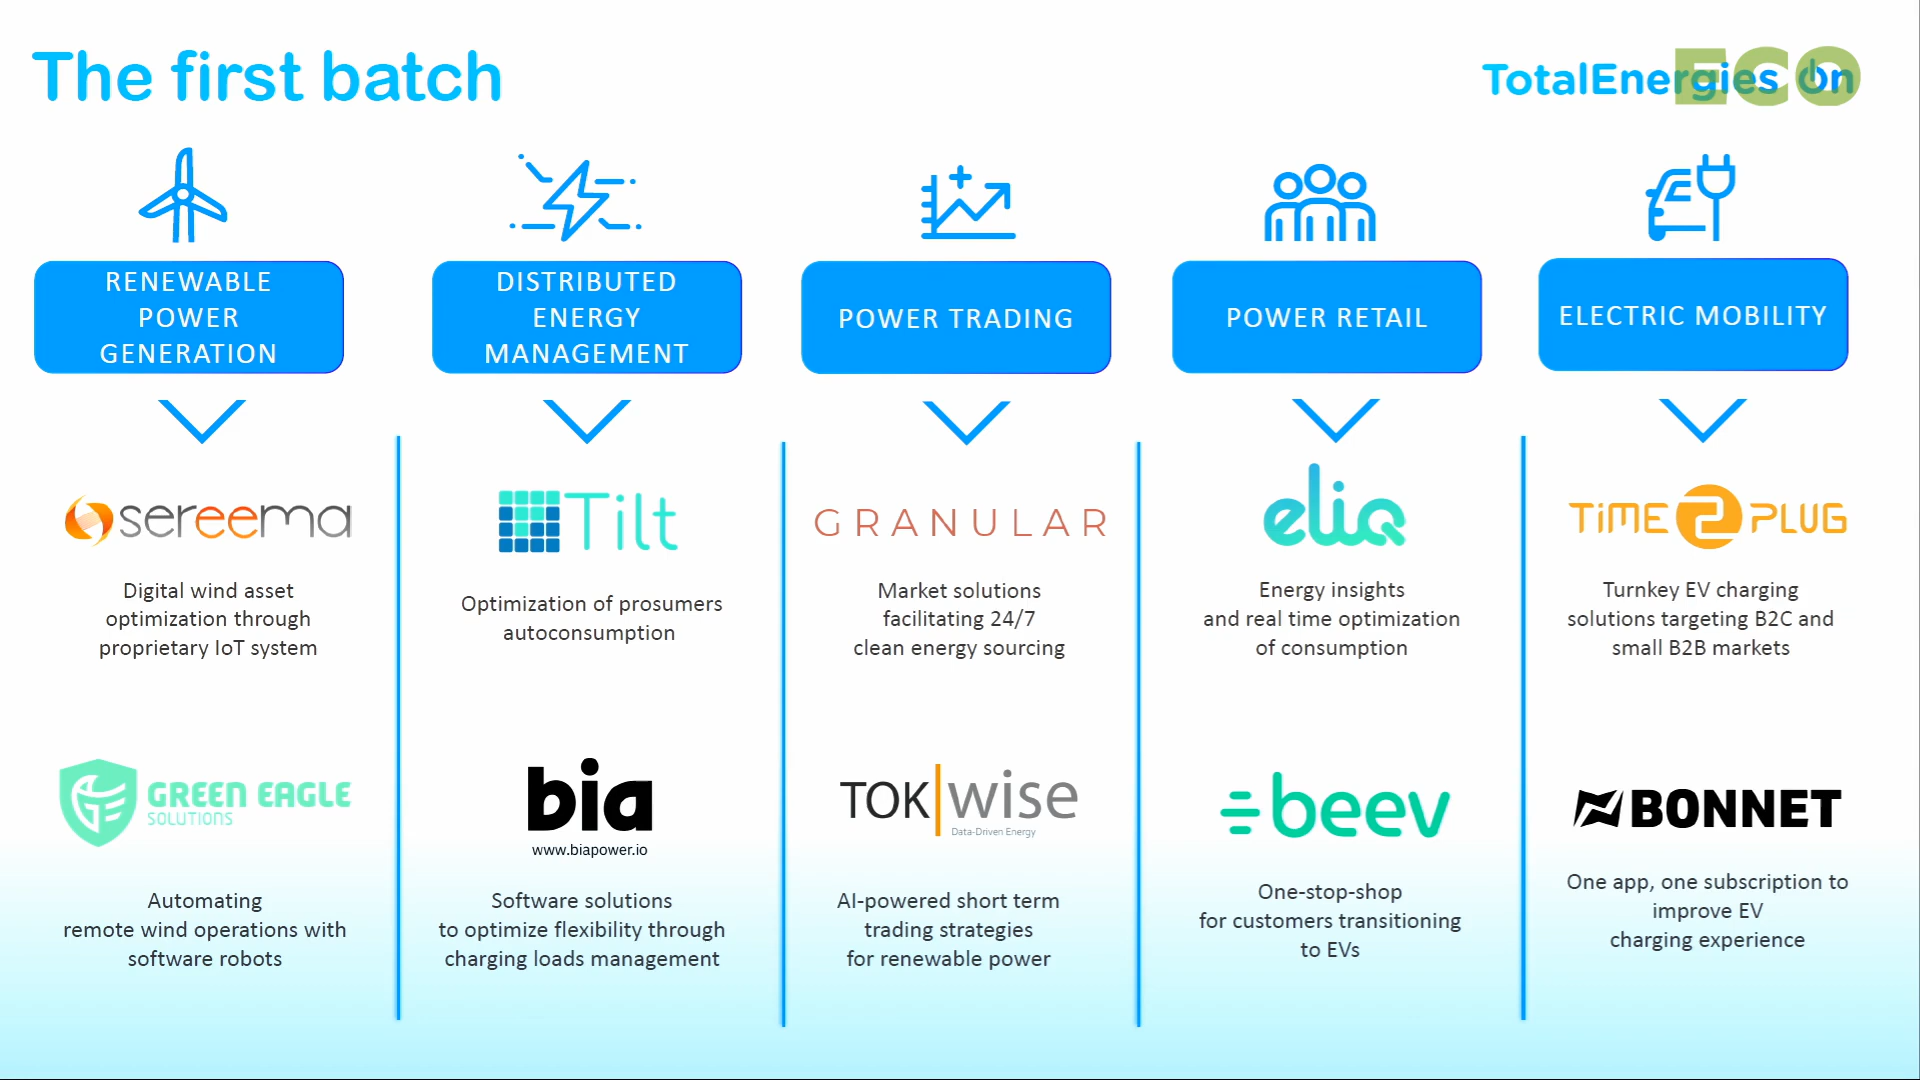 The first batch
TotalEnergies On
ECO
RENEWABLE
POWER
GENERATION
DISTRIBUTED
ENERGY
MANAGEMENT
POWER TRADING
POWER RETAIL
ELECTRIC MOBILITY
sereema
Digital wind asset
optimization through
proprietary IoT system
Tilt
Optimization of prosumers
autoconsumption
GRANULAR
Market solutions
facilitating 24/7
clean energy sourcing
eliq
Energy insights
and real time optimization
of consumption
TIME 2 PLUG
Turnkey EV charging
solutions targeting B2C and
small B2B markets
GREEN EAGLE
SOLUTIONS
Automating
remote wind operations with
software robots
bia
www.biapower.io
Software solutions
to optimize flexibility through
charging loads management
TOK|wise
Data-Driven Energy
AI-powered short term
trading strategies
for renewable power
beev
One-stop-shop
for customers transitioning
to EVs
BONNET
One app, one subscription to
improve EV
charging experience